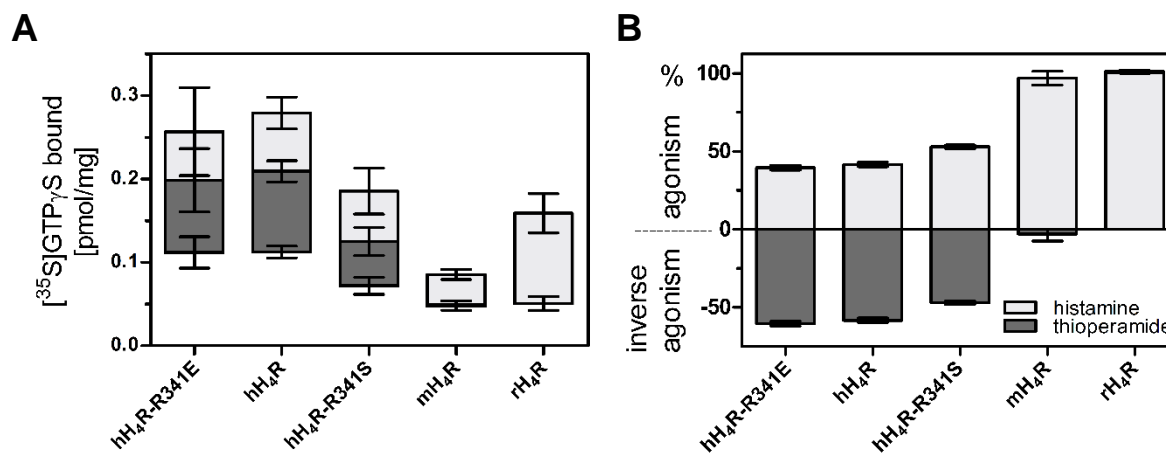 A
[³⁵S]GTPγS bound
[pmol/mg]
0.3
0.2
0.1
0.0
hH₄R-R341E
hH₄R
hH₄R-R341S
mH₄R
rH₄R
B
%
100
50
0
-50
agonism
inverse
agonism
histamine
thioperamide
hH₄R-R341E
hH₄R
hH₄R-R341S
mH₄R
rH₄R